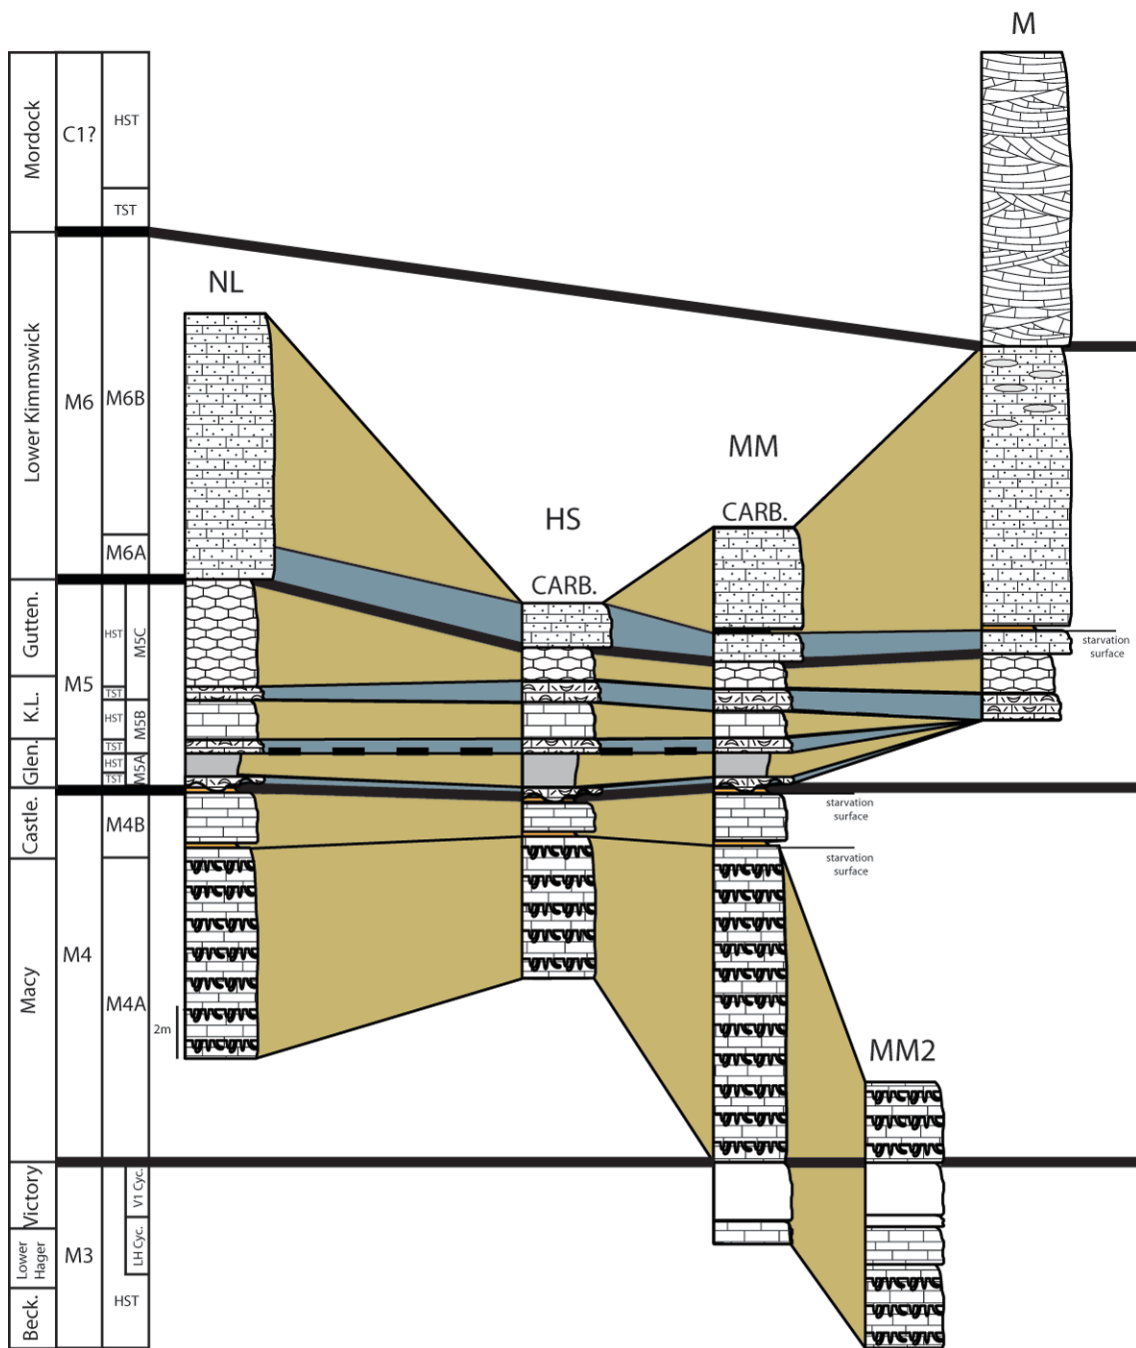 M
Mordock
C1?
HST
TST
NL
Lower Kimmswick
M6
M6B
M6A
MM
CARB.
HS
CARB.
Gutten.
M5
HST
M5C
TST
K.L.
HST
M5B
TST
Glen.
HST
M5A
TST
starvation
surface
Castle.
M4B
starvation
surface
starvation
surface
Macy
M4
M4A
2m
MM2
Victory
V1 Cyc.
LH Cyc.
Lower
Hager
M3
HST
Beck.